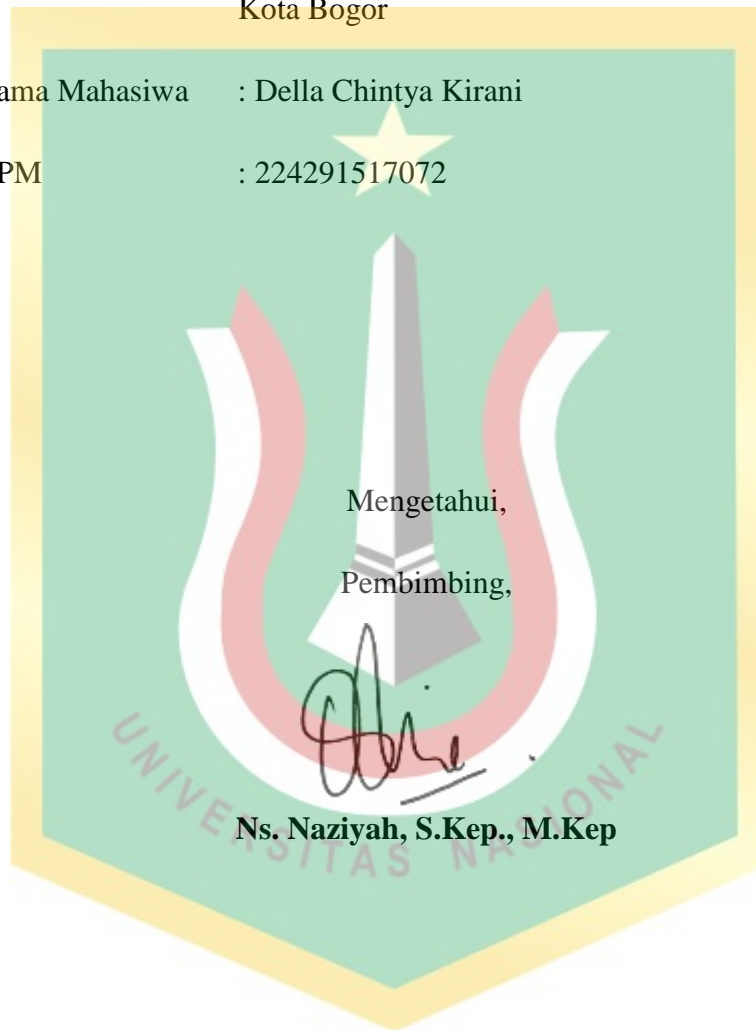 Kota Bogor
ama Mahasiwa : Della Chintya Kirani
PM : 224291517072
Mengetahui,
Pembimbing,
Ns. Naziyah, S.Kep., M.Kep
UNIVERSITAS NASIONAL